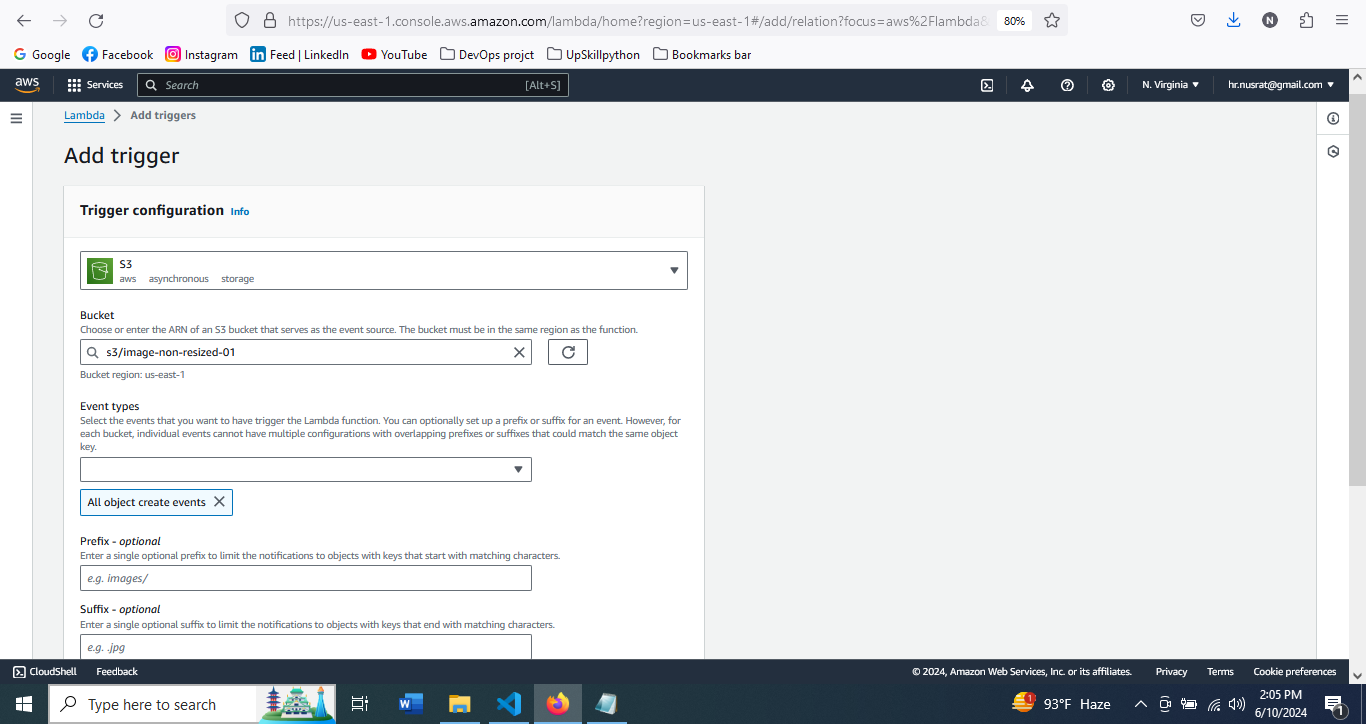 https://us-east-1.console.aws.amazon.com/lambda/home?region=us-east-1#/add/relation?focus=aws%2Flambda&
80%
N
Google
Facebook
Instagram
in Feed | LinkedIn
YouTube
DevOps projct
UpSkillpython
Bookmarks bar
aws
Services
Search
[Alt+S]
N. Virginia
hr.nusrat@gmail.com
Lambda
Add triggers
Add trigger
Trigger configuration Info
S3
aws asynchronous storage
Bucket
Choose or enter the ARN of an S3 bucket that serves as the event source. The bucket must be in the same region as the function.
s3/image-non-resized-01
Bucket region: us-east-1
Event types
Select the events that you want to have trigger the Lambda function. You can optionally set up a prefix or suffix for an event. However, for
each bucket, individual events cannot have multiple configurations with overlapping prefixes or suffixes that could match the same object
key.
All object create events
Prefix - optional
Enter a single optional prefix to limit the notifications to objects with keys that start with matching characters.
e.g. images/
Suffix - optional
Enter a single optional suffix to limit the notifications to objects with keys that end with matching characters.
e.g. .jpg
CloudShell
Feedback
© 2024, Amazon Web Services, Inc. or its affiliates.
Privacy
Terms
Cookie preferences
Type here to search
W
1
93°F Haze
2:05 PM
6/10/2024
1